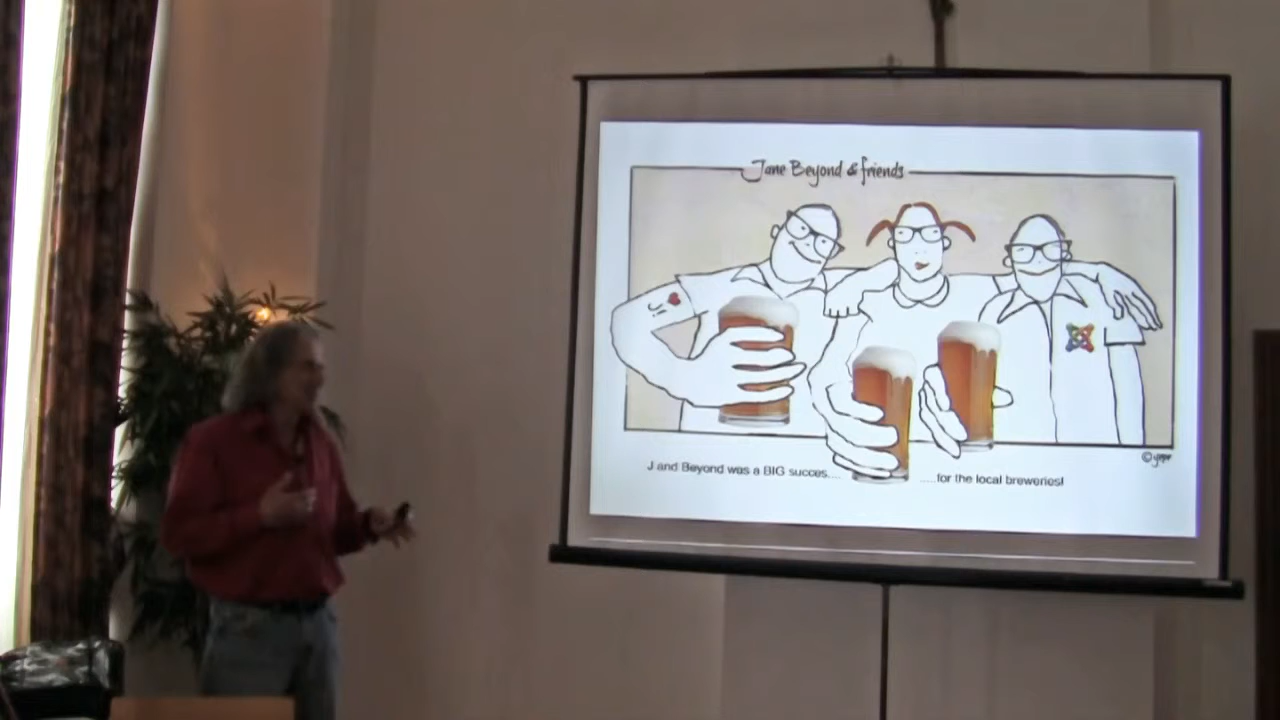 Jane Beyond & friends
J and Beyond was a BIG succes.... .....for the local breweries!